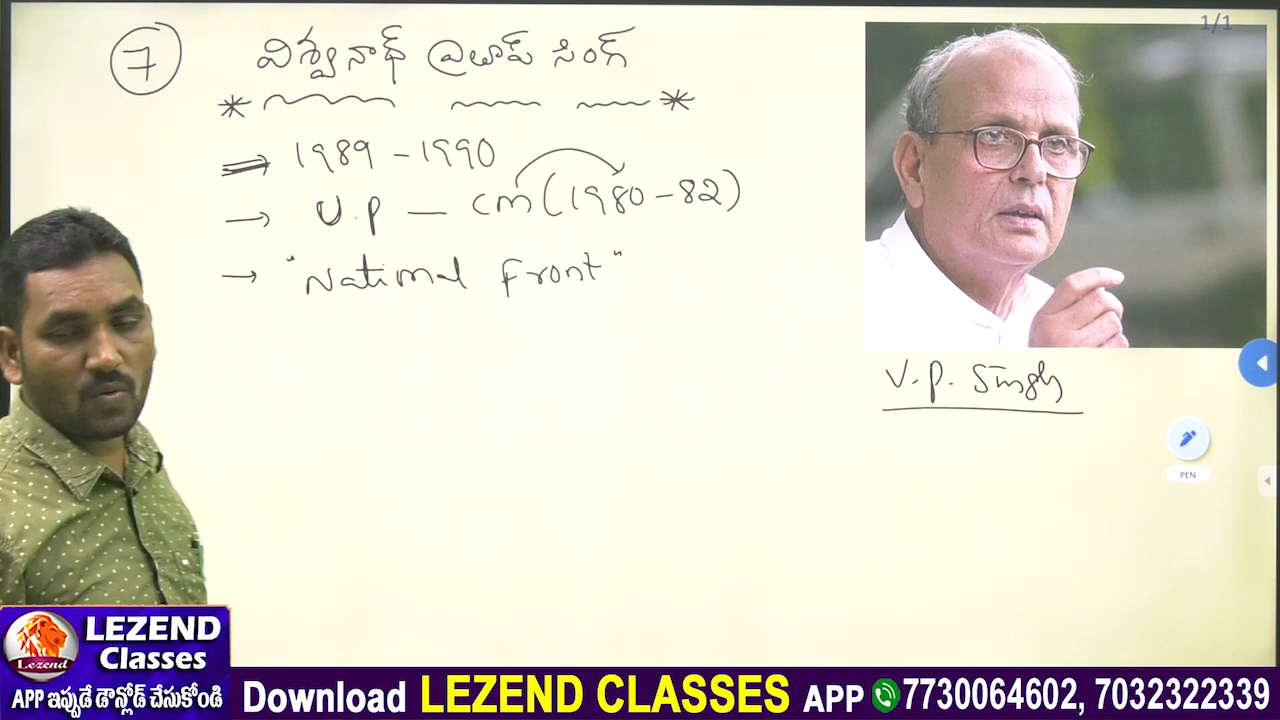 1/1
7 విశ్వనాథ్ ప్రతాప్ సింగ్
1989 - 1990
U.P - CM (1980-82)
"National Front"
V.P. Singh
PEN
LEZEND
Classes
Lezend
APP ఇప్పుడే డౌన్లోడ్ చేసుకోండి
Download LEZEND CLASSES APP 7730064602, 7032322339